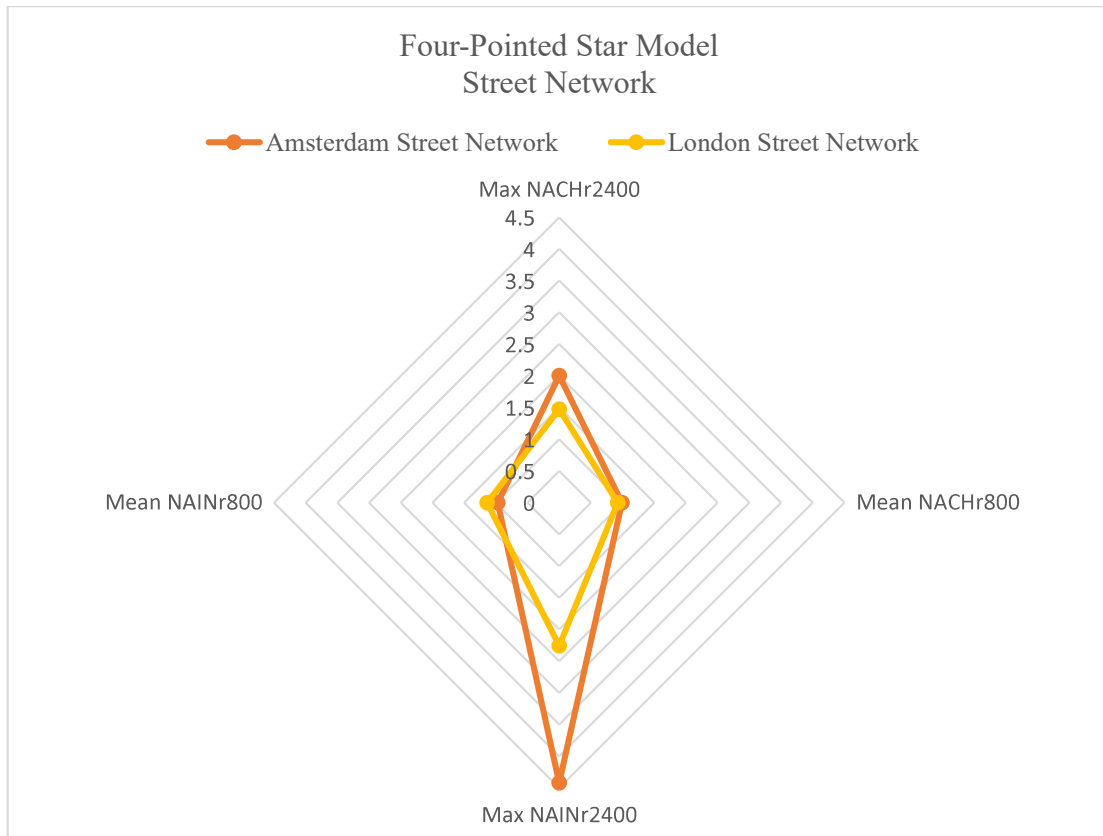 Four-Pointed Star Model
Street Network
Amsterdam Street Network London Street Network
Max NACHr2400
4.5
4
3.5
3
2.5
2
1.5
1
0.5
0
Mean NAINr800
Mean NACHr800
Max NAINr2400